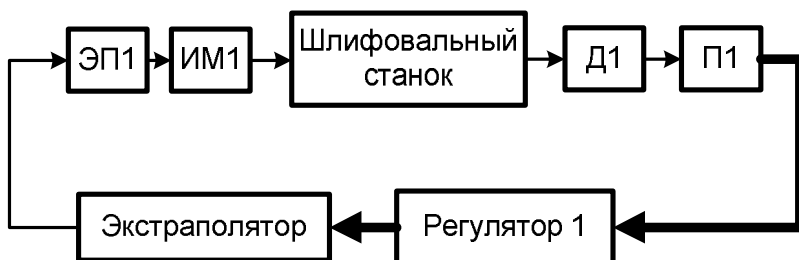 ЭП1
ИМ1
Шлифовальный
станок
Д1
П1
Экстраполятор
Регулятор 1